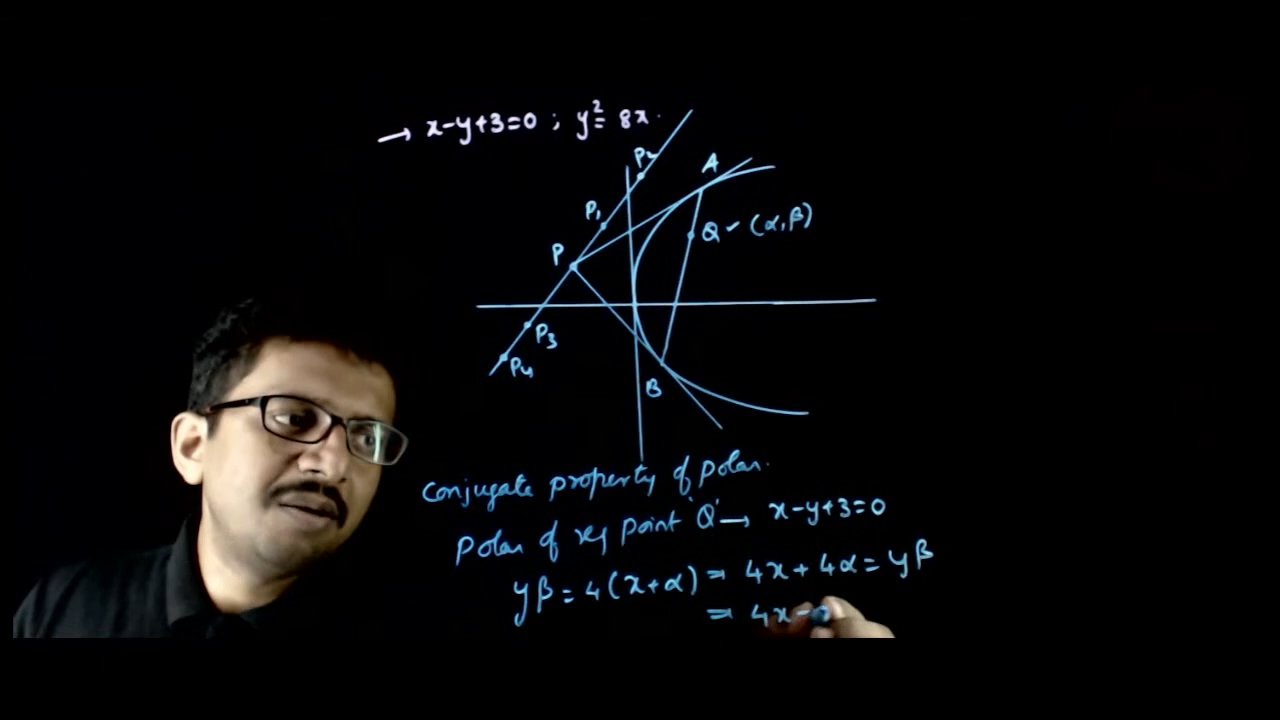 → x-y+3=0 ; y²= 8x.
P₂
A
P₁
Q ~ (α,β)
P
P₃
P₄
B
Conjugate property of polar.
Polar of req point 'Q' → x-y+3=0
yβ = 4(x+α) ⇒ 4x + 4α = yβ
⇒ 4x -